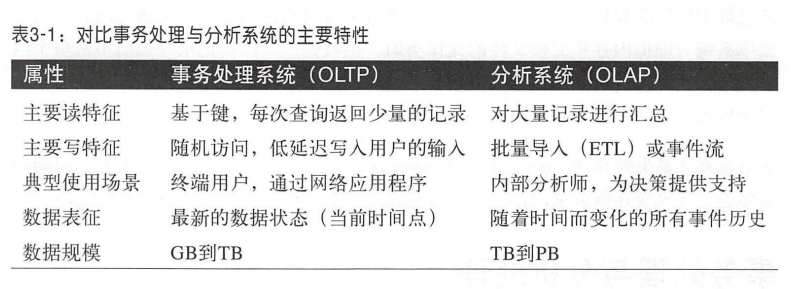 表3-1：对比事务处理与分析系统的主要特性
属性 事务处理系统（OLTP） 分析系统（OLAP）
主要读特征 基于键，每次查询返回少量的记录 对大量记录进行汇总
主要写特征 随机访问，低延迟写入用户的输入 批量导入（ETL）或事件流
典型使用场景 终端用户，通过网络应用程序 内部分析师，为决策提供支持
数据表征 最新的数据状态（当前时间点） 随着时间而变化的所有事件历史
数据规模 GB到TB TB到PB